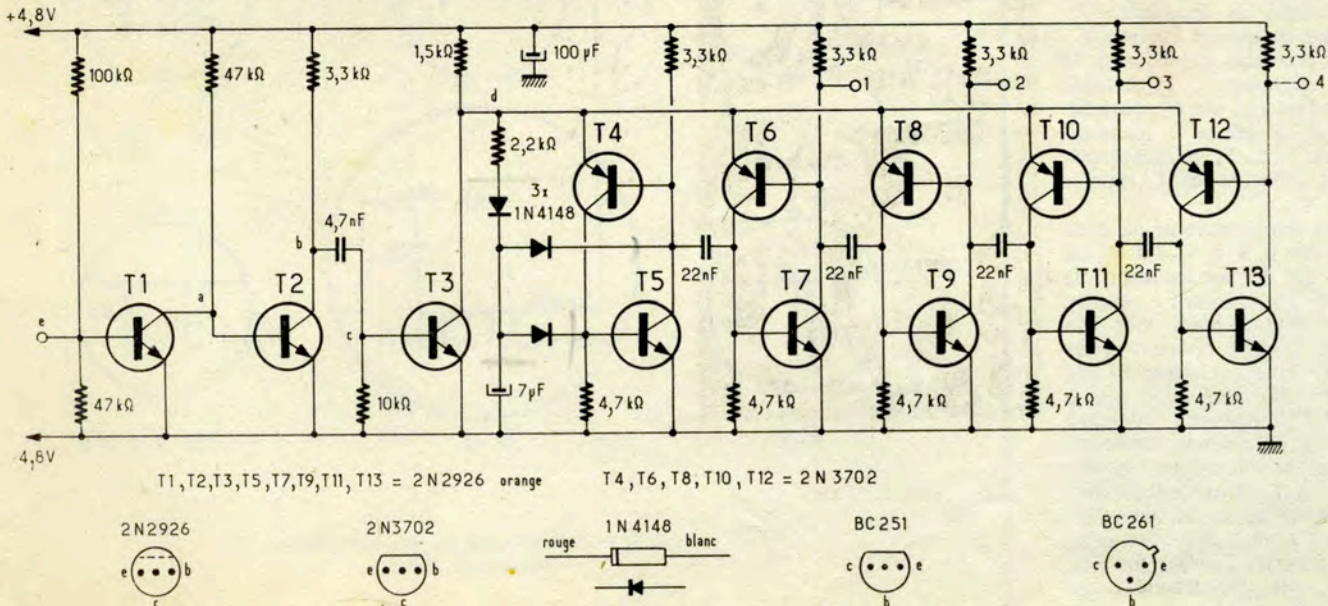 +4,8V
100kΩ
47kΩ
3,3kΩ
1,5kΩ
100µF
3,3kΩ
3,3kΩ
1
3,3kΩ
2
3,3kΩ
3
3,3kΩ
4
d
2,2kΩ
T4
T6
T8
T10
T12
3x
1N4148
4,7nF
b
22nF
22nF
22nF
22nF
T1
a
T2
T3
T5
T7
T9
T11
T13
e
c
47kΩ
10kΩ
7µF
4,7kΩ
4,7kΩ
4,7kΩ
4,7kΩ
4,7kΩ
-4,8V
T1,T2,T3,T5,T7,T9,T11,T13 = 2N2926 orange
T4,T6,T8,T10,T12 = 2N3702
2N2926
e b
c
2N3702
e b
c
1N4148
rouge blanc
BC251
c e
b
BC261
c e
b